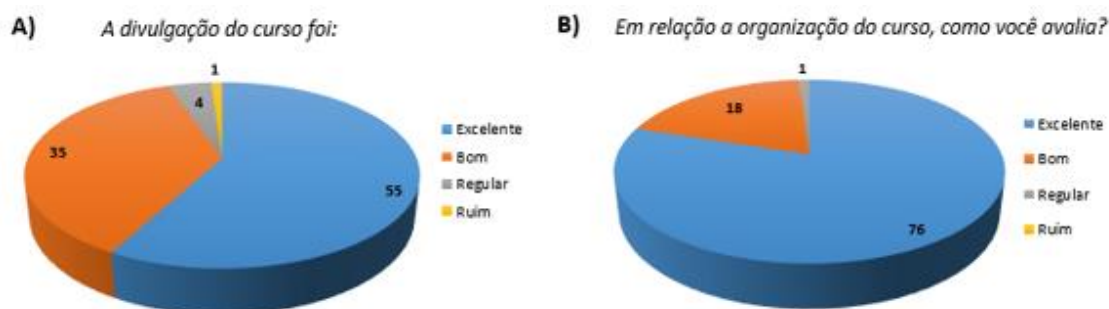 A) A divulgação do curso foi:
1
4
35
55
Excelente
Bom
Regular
Ruim
B) Em relação a organização do curso, como você avalia?
1
18
76
Excelente
Bom
Regular
Ruim